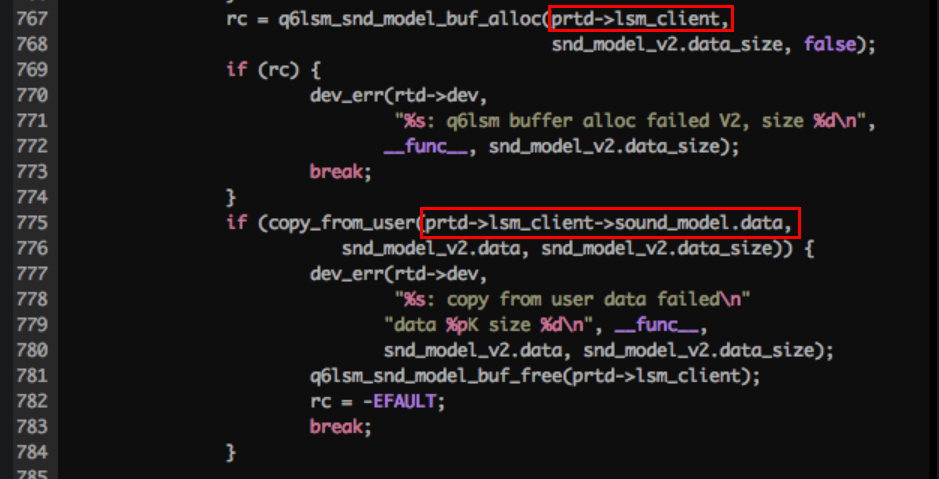 767 rc = q6lsm_snd_model_buf_alloc(prtd->lsm_client,
768 snd_model_v2.data_size, false);
769 if (rc) {
770 dev_err(rtd->dev,
771 "%s: q6lsm buffer alloc failed V2, size %d\n",
772 __func__, snd_model_v2.data_size);
773 break;
774 }
775 if (copy_from_user(prtd->lsm_client->sound_model.data,
776 snd_model_v2.data, snd_model_v2.data_size)) {
777 dev_err(rtd->dev,
778 "%s: copy from user data failed\n"
779 "data %pK size %d\n", __func__,
780 snd_model_v2.data, snd_model_v2.data_size);
781 q6lsm_snd_model_buf_free(prtd->lsm_client);
782 rc = -EFAULT;
783 break;
784 }
785